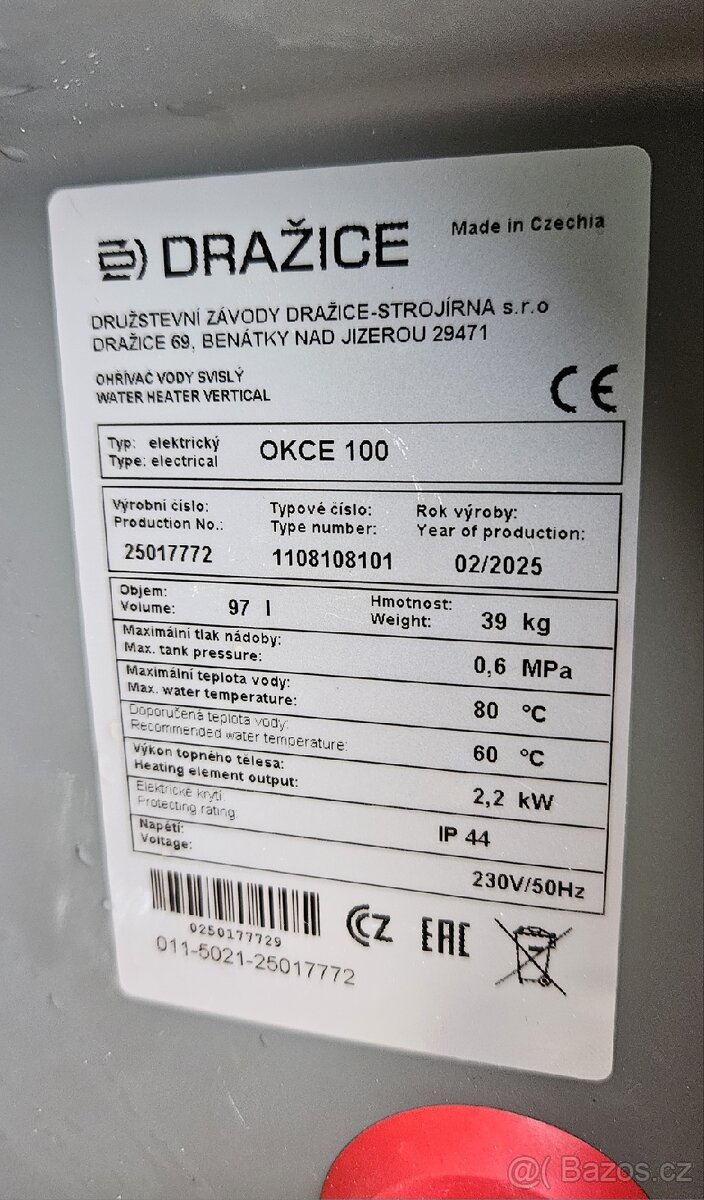 DRAŽICE Made in Czechia
DRUŽSTEVNÍ ZÁVODY DRAŽICE-STROJÍRNA s.r.o
DRAŽICE 69, BENÁTKY NAD JIZEROU 29471
OHŘÍVAČ VODY SVISLÝ
WATER HEATER VERTICAL
CE
Typ: elektrický
Type: electrical
OKCE 100
Výrobní číslo: Typové číslo: Rok výroby:
Production No.: Type number: Year of production:
25017772 1108108101 02/2025
Objem: Hmotnost:
Volume: 97 l Weight: 39 kg
Maximální tlak nádoby:
Max. tank pressure: 0,6 MPa
Maximální teplota vody:
Max. water temperature: 80 °C
Doporučená teplota vody:
Recommended water temperature: 60 °C
Výkon topného tělesa:
Heating element output: 2,2 kW
Elektrické krytí:
Protecting rating: IP 44
Napětí:
Voltage: 230V/50Hz
0250177729
011-5021-25017772
CZ EAC
@( Bazos.cz